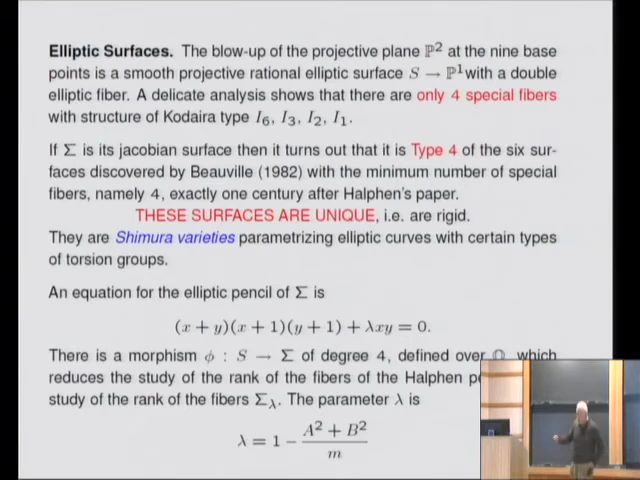 Elliptic Surfaces. The blow-up of the projective plane ℙ² at the nine base
points is a smooth projective rational elliptic surface S → ℙ¹ with a double
elliptic fiber. A delicate analysis shows that there are only 4 special fibers
with structure of Kodaira type I₆, I₃, I₂, I₁.
If Σ is its jacobian surface then it turns out that it is Type 4 of the six sur-
faces discovered by Beauville (1982) with the minimum number of special
fibers, namely 4, exactly one century after Halphen's paper.
THESE SURFACES ARE UNIQUE, i.e. are rigid.
They are Shimura varieties parametrizing elliptic curves with certain types
of torsion groups.
An equation for the elliptic pencil of Σ is
(x + y)(x + 1)(y + 1) + λxy = 0.
There is a morphism ϕ : S → Σ of degree 4, defined over ℚ, which
reduces the study of the rank of the fibers of the Halphen
study of the rank of the fibers Σ_λ. The parameter λ is
λ = 1 − (A² + B²)/m